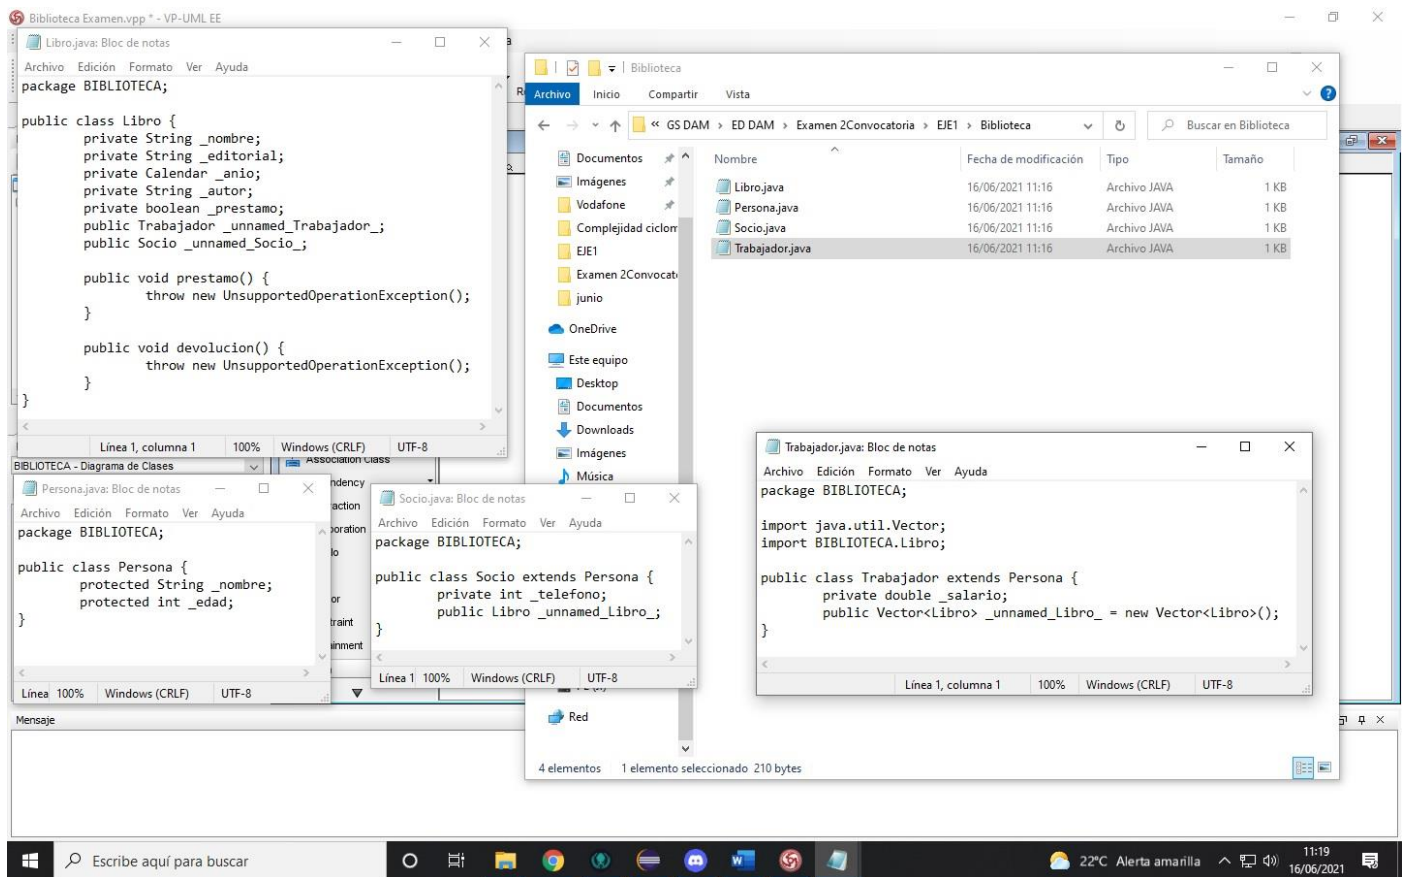 Biblioteca Examen.vpp * - VP-UML EE
Libro.java: Bloc de notas
Archivo Edición Formato Ver Ayuda
package BIBLIOTECA;
public class Libro {
private String _nombre;
private String _editorial;
private Calendar _anio;
private String _autor;
private boolean _prestamo;
public Trabajador _unnamed_Trabajador_;
public Socio _unnamed_Socio_;
public void prestamo() {
throw new UnsupportedOperationException();
}
public void devolucion() {
throw new UnsupportedOperationException();
}
}
Línea 1, columna 1 100% Windows (CRLF) UTF-8
Biblioteca
Archivo Inicio Compartir Vista
« GS DAM > ED DAM > Examen 2Convocatoria > EJE1 > Biblioteca
Buscar en Biblioteca
Documentos
Imágenes
Vodafone
Complejidad ciclom
EJE1
Examen 2Convocat
junio
OneDrive
Este equipo
Desktop
Documentos
Downloads
Imágenes
Música
Red
Nombre Fecha de modificación Tipo Tamaño
Libro.java 16/06/2021 11:16 Archivo JAVA 1 KB
Persona.java 16/06/2021 11:16 Archivo JAVA 1 KB
Socio.java 16/06/2021 11:16 Archivo JAVA 1 KB
Trabajador.java 16/06/2021 11:16 Archivo JAVA 1 KB
4 elementos 1 elemento seleccionado 210 bytes
BIBLIOTECA - Diagrama de Clases
Association Class
ndency
raction
boration
Persona.java: Bloc de notas
Archivo Edición Formato Ver Ayuda
package BIBLIOTECA;
public class Persona {
protected String _nombre;
protected int _edad;
}
Línea 100% Windows (CRLF) UTF-8
Socio.java: Bloc de notas
Archivo Edición Formato Ver Ayuda
package BIBLIOTECA;
public class Socio extends Persona {
private int _telefono;
public Libro _unnamed_Libro_;
}
Línea 1 100% Windows (CRLF) UTF-8
Trabajador.java: Bloc de notas
Archivo Edición Formato Ver Ayuda
package BIBLIOTECA;
import java.util.Vector;
import BIBLIOTECA.Libro;
public class Trabajador extends Persona {
private double _salario;
public Vector<Libro> _unnamed_Libro_ = new Vector<Libro>();
}
Línea 1, columna 1 100% Windows (CRLF) UTF-8
Mensaje
Escribe aquí para buscar
22°C Alerta amarilla
11:19
16/06/2021